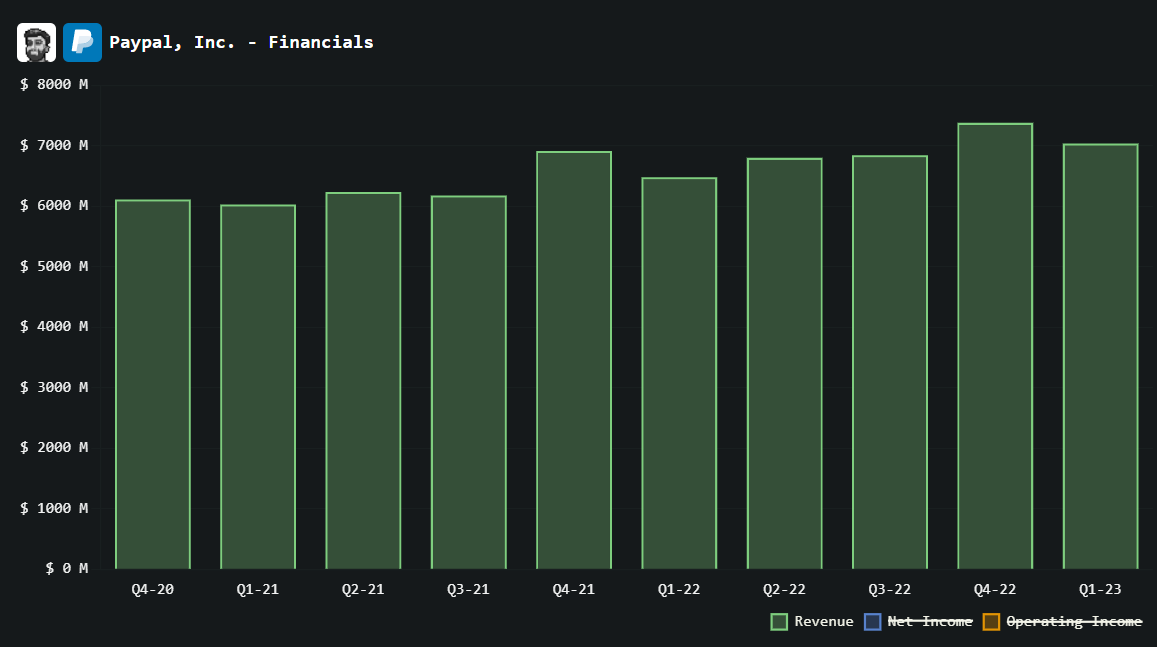 Paypal, Inc. - Financials
$ 8000 M
$ 7000 M
$ 6000 M
$ 5000 M
$ 4000 M
$ 3000 M
$ 2000 M
$ 1000 M
$ 0 M
Q4-20 Q1-21 Q2-21 Q3-21 Q4-21 Q1-22 Q2-22 Q3-22 Q4-22 Q1-23
Revenue Net Income Operating Income